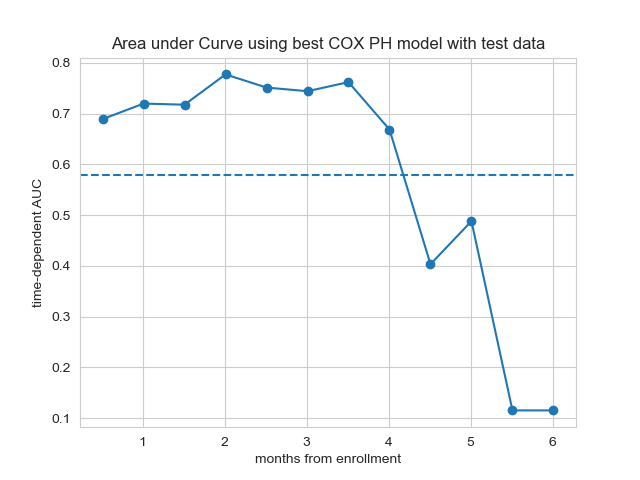 Area under Curve using best COX PH model with test data
0.8
0.7
0.6
0.5
0.4
0.3
0.2
0.1
time-dependent AUC
1 2 3 4 5 6
months from enrollment